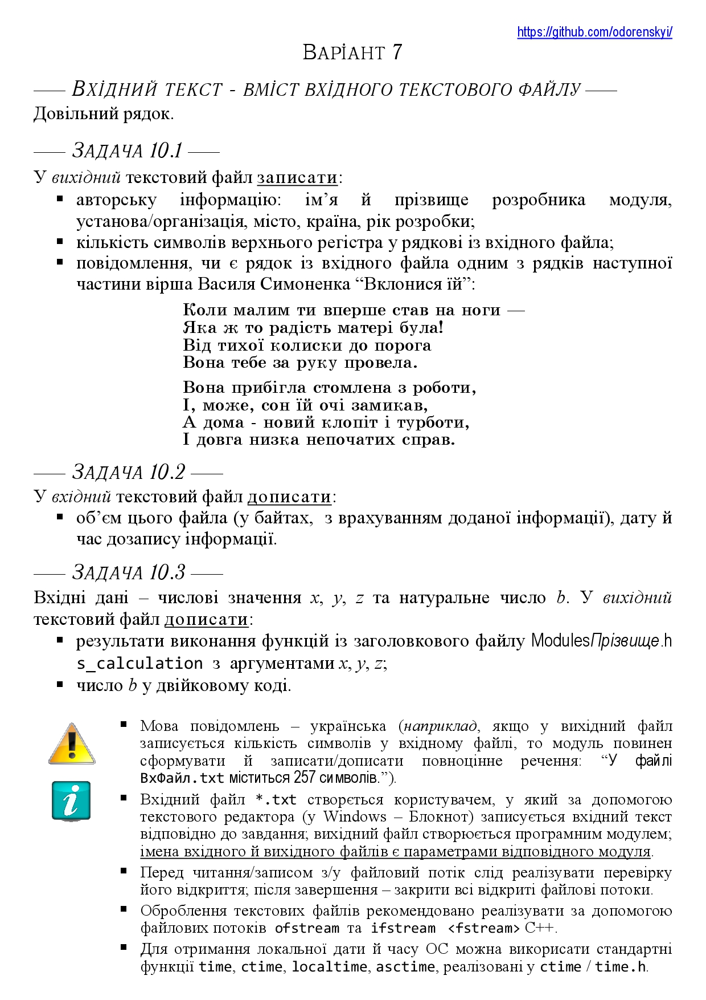 https://github.com/odorenskyi/
ВАРІАНТ 7
ВХІДНИЙ ТЕКСТ - ВМІСТ ВХІДНОГО ТЕКСТОВОГО ФАЙЛУ
Довільний рядок.
ЗАДАЧА 10.1
У вихідний текстовий файл записати:
▪ авторську інформацію: ім’я й прізвище розробника модуля,
установа/організація, місто, країна, рік розробки;
▪ кількість символів верхнього регістра у рядкові із вхідного файла;
▪ повідомлення, чи є рядок із вхідного файла одним з рядків наступної
частини вірша Василя Симоненка “Вклонися їй”:
Коли малим ти вперше став на ноги —
Яка ж то радість матері була!
Від тихої колиски до порога
Вона тебе за руку провела.
Вона прибігла стомлена з роботи,
І, може, сон їй очі замикав,
А дома - новий клопіт і турботи,
І довга низка непочатих справ.
ЗАДАЧА 10.2
У вхідний текстовий файл дописати:
▪ об’єм цього файла (у байтах, з врахуванням доданої інформації), дату й
час дозапису інформації.
ЗАДАЧА 10.3
Вхідні дані – числові значення x, y, z та натуральне число b. У вихідний
текстовий файл дописати:
▪ результати виконання функцій із заголовкового файлу ModulesПрізвище.h
s_calculation з аргументами x, y, z;
▪ число b у двійковому коді.
▪ Мова повідомлень – українська (наприклад, якщо у вихідний файл
записується кількість символів у вхідному файлі, то модуль повинен
сформувати й записати/дописати повноцінне речення: “У файлі
ВхФайл.txt міститься 257 символів.”).
▪ Вхідний файл *.txt створється користувачем, у який за допомогою
текстового редактора (у Windows – Блокнот) записується вхідний текст
відповідно до завдання; вихідний файл створюється програмним модулем;
імена вхідного й вихідного файлів є параметрами відповідного модуля.
▪ Перед читання/записом з/у файловий потік слід реалізувати перевірку
його відкриття; після завершення – закрити всі відкриті файлові потоки.
▪ Оброблення текстових файлів рекомендовано реалізувати за допомогою
файлових потоків ofstream та ifstream <fstream> C++.
▪ Для отримання локальної дати й часу ОС можна використати стандартні
функції time, ctime, localtime, asctime, реалізовані у ctime / time.h.